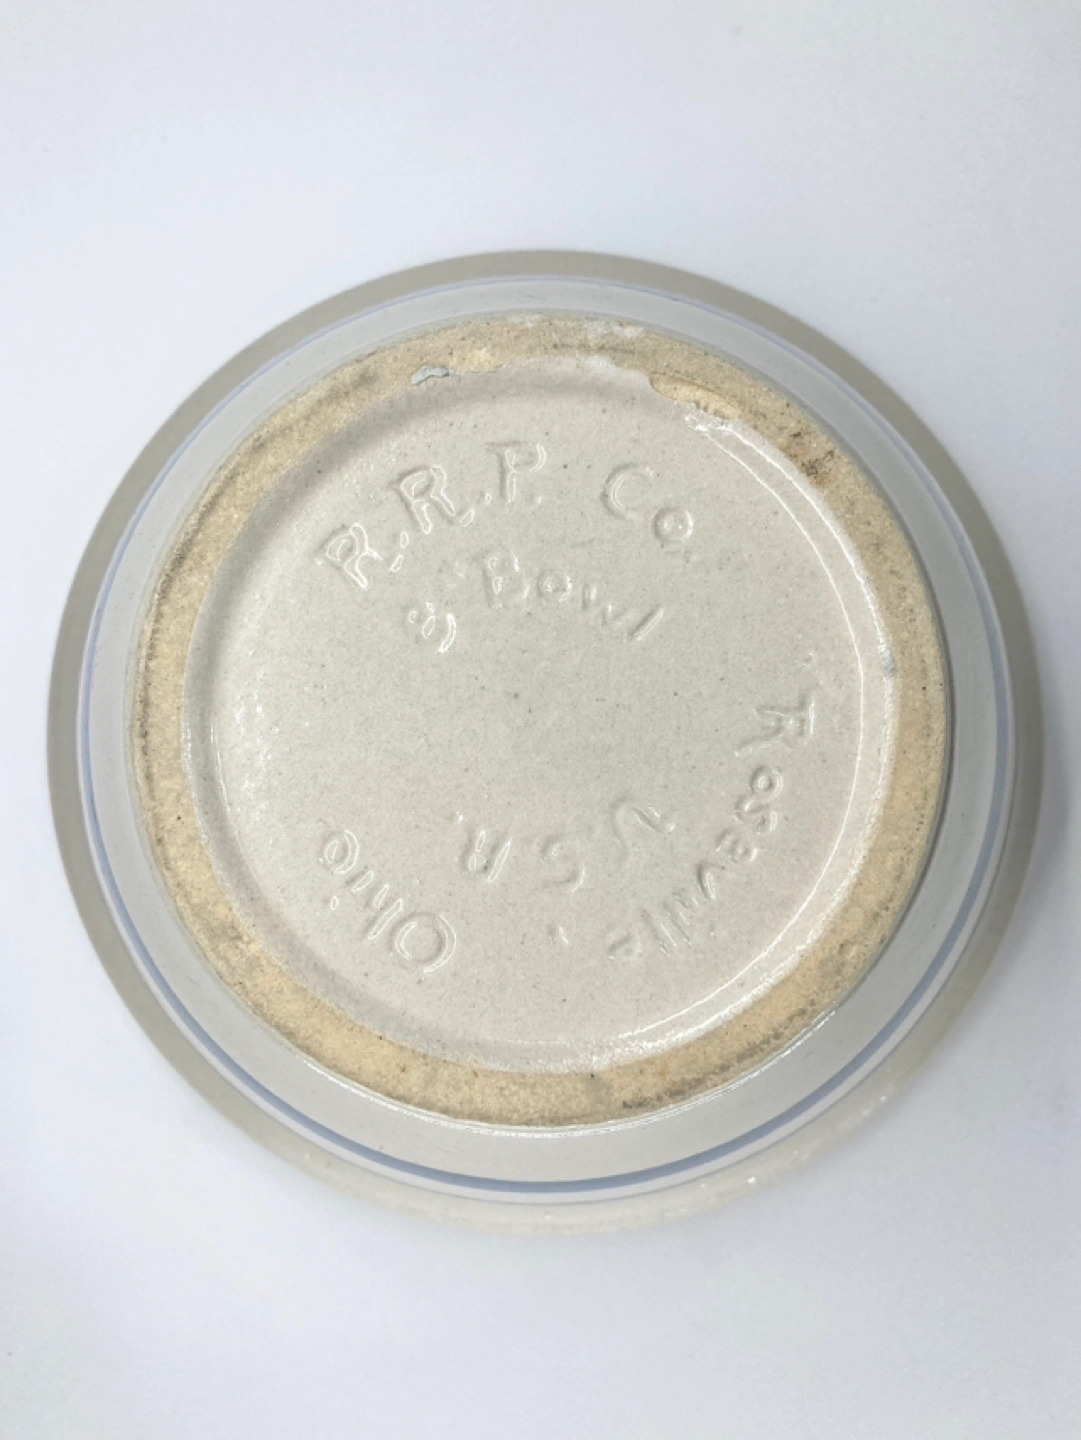 R.R.P. Co.
8 Bowl
Roseville,
Ohio
U.S.A.